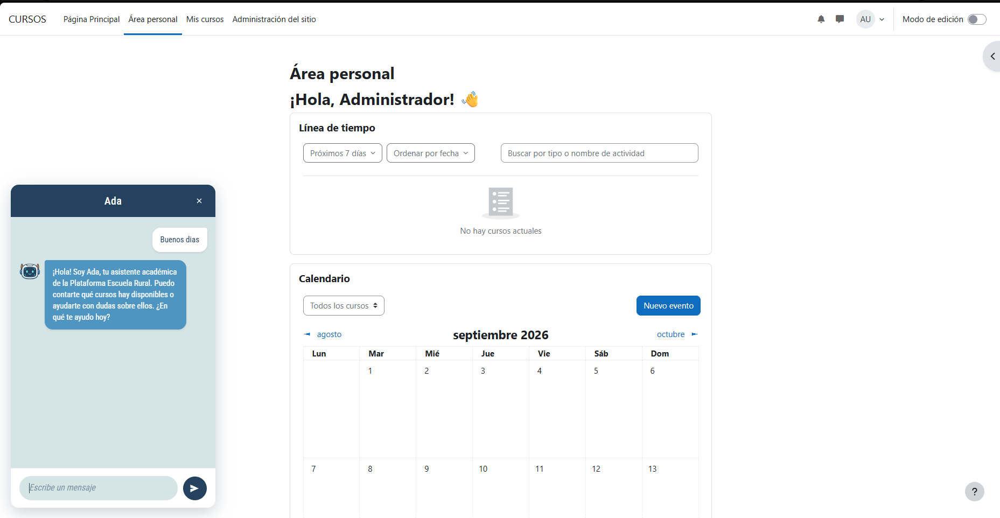 CURSOS
Página Principal
Área personal
Mis cursos
Administración del sitio
AU
Modo de edición
Área personal
¡Hola, Administrador! 👋
Línea de tiempo
Próximos 7 días
Ordenar por fecha
Buscar por tipo o nombre de actividad
No hay cursos actuales
Calendario
Todos los cursos
Nuevo evento
◄ agosto
septiembre 2026
octubre ►
Lun Mar Mié Jue Vie Sáb Dom
1 2 3 4 5 6
7 8 9 10 11 12 13
Ada
×
Buenos dias
¡Hola! Soy Ada, tu asistente académica
de la Plataforma Escuela Rural. Puedo
contarte qué cursos hay disponibles o
ayudarte con dudas sobre ellos. ¿En
qué te ayudo hoy?
Escribe un mensaje
?